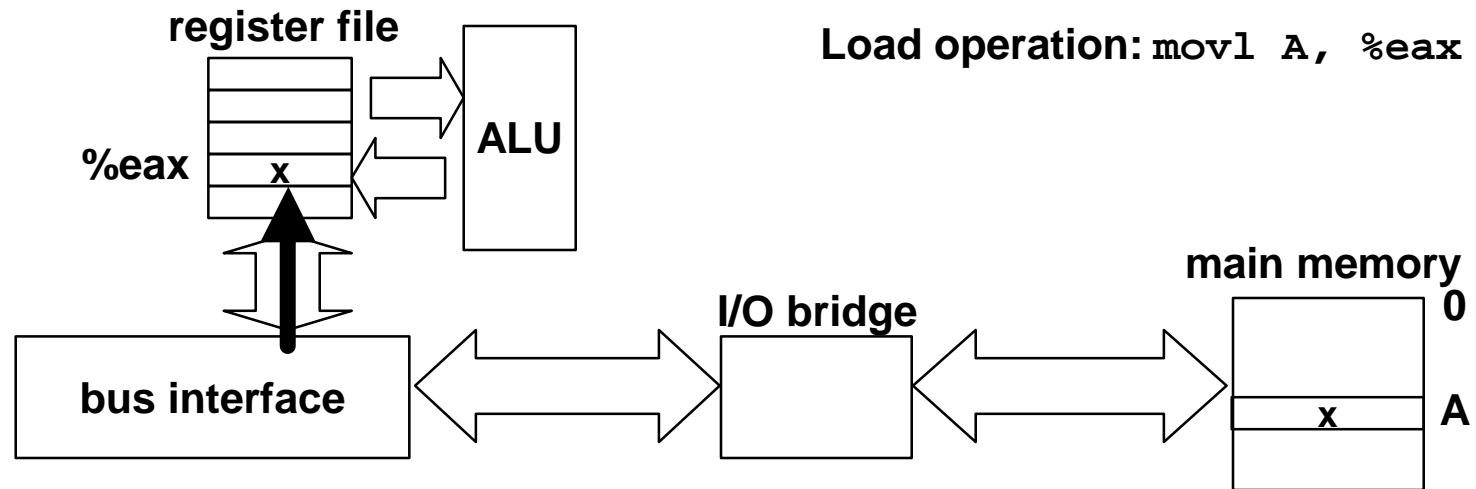 register file
Load operation: movl A, %eax
ALU
%eax
x
main memory
0
I/O bridge
bus interface
x
A